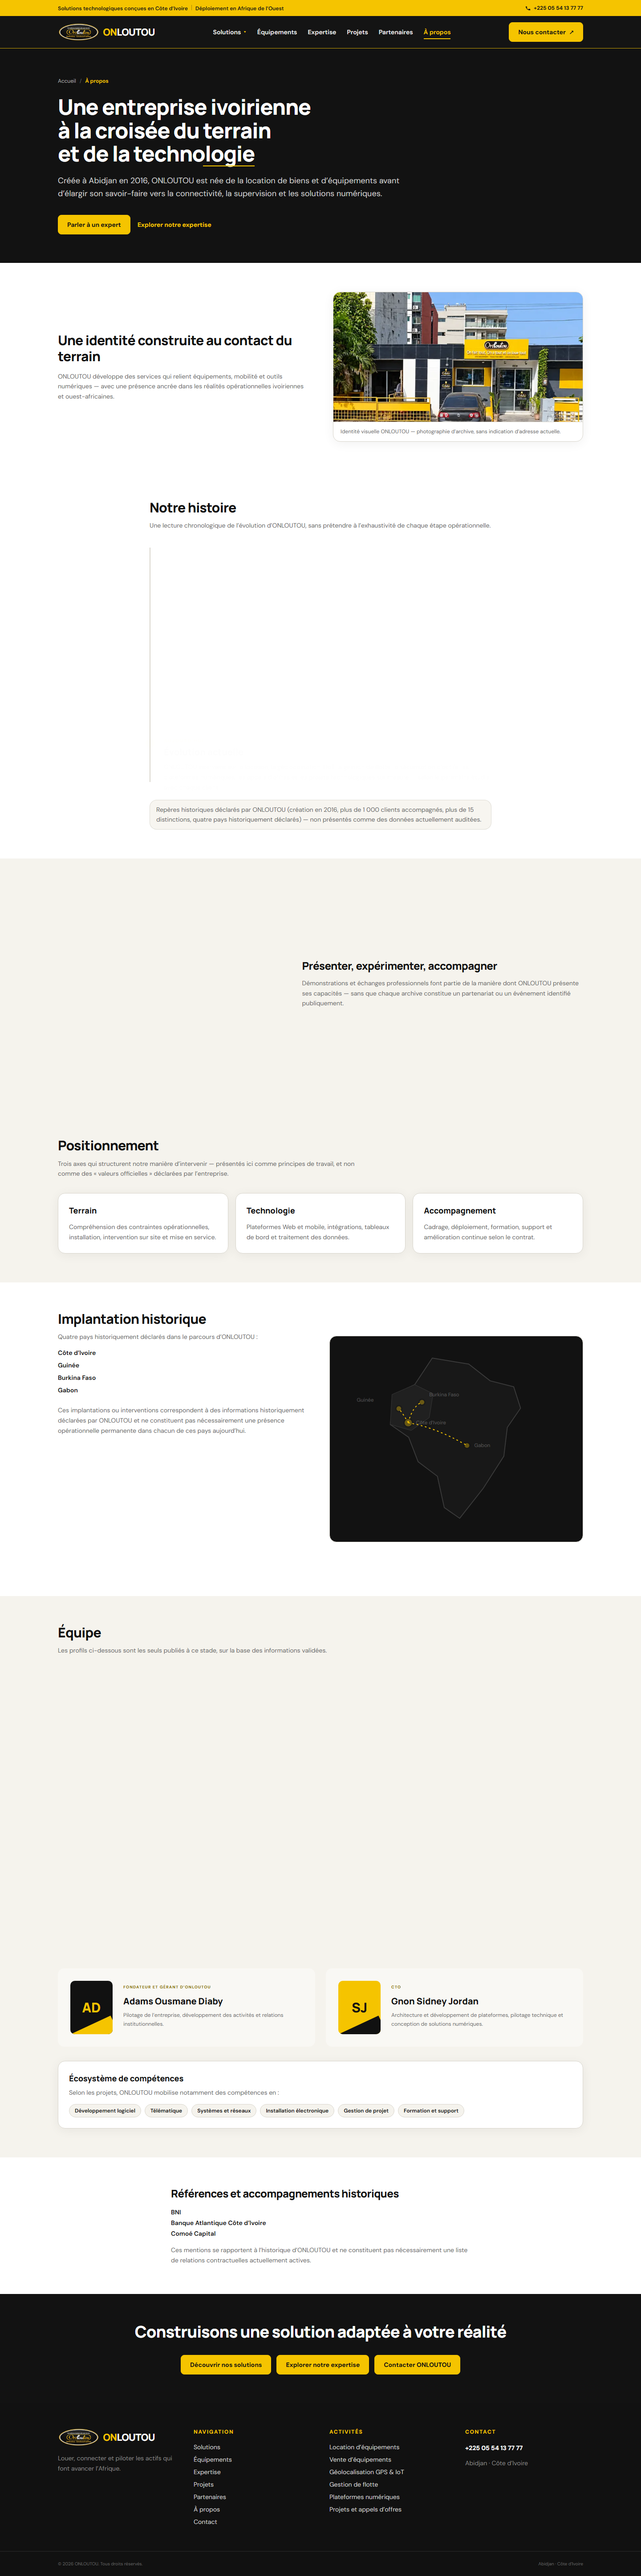 Solutions technologiques conçues en Côte d'Ivoire | Déploiement en Afrique de l'Ouest
+225 05 54 13 77 77
ONLOUTOU
Solutions
Équipements
Expertise
Projets
Partenaires
À propos
Nous contacter ↗
Accueil / À propos
Une entreprise ivoirienne
à la croisée du terrain
et de la technologie
Créée à Abidjan en 2016, ONLOUTOU est née de la location de biens et d'équipements avant
d'élargir son savoir-faire vers la connectivité, la supervision et les solutions numériques.
Parler à un expert
Explorer notre expertise
Une identité construite au contact du
terrain
ONLOUTOU développe des services qui relient équipements, mobilité et outils
numériques — avec une présence ancrée dans les réalités opérationnelles ivoiriennes
et ouest-africaines.
OnLoutou
Identité visuelle ONLOUTOU — photographie d'archive, sans indication d'adresse actuelle.
Notre histoire
Une lecture chronologique de l'évolution d'ONLOUTOU, sans prétendre à l'exhaustivité de chaque étape opérationnelle.
Repères historiques déclarés par ONLOUTOU (création en 2016, plus de 1 000 clients accompagnés, plus de 15
distinctions, quatre pays historiquement déclarés) — non présentés comme des données actuellement auditées.
Présenter, expérimenter, accompagner
Démonstrations et échanges professionnels font partie de la manière dont ONLOUTOU présente
ses capacités — sans que chaque archive constitue un partenariat ou un événement identifié
publiquement.
Positionnement
Trois axes qui structurent notre manière d'intervenir — présentés ici comme principes de travail, et non
comme des « valeurs officielles » déclarées par l'entreprise.
Terrain
Compréhension des contraintes opérationnelles,
installation, intervention sur site et mise en service.
Technologie
Plateformes Web et mobile, intégrations, tableaux
de bord et traitement des données.
Accompagnement
Cadrage, déploiement, formation, support et
amélioration continue selon le contrat.
Implantation historique
Quatre pays historiquement déclarés dans le parcours d'ONLOUTOU :
Côte d'Ivoire
Guinée
Burkina Faso
Gabon
Ces implantations ou interventions correspondent à des informations historiquement
déclarées par ONLOUTOU et ne constituent pas nécessairement une présence
opérationnelle permanente dans chacun de ces pays aujourd'hui.
Guinée
Burkina Faso
Côte d'Ivoire
Gabon
Équipe
Les profils ci-dessous sont les seuls publiés à ce stade, sur la base des informations validées.
AD
FONDATEUR ET GÉRANT D'ONLOUTOU
Adams Ousmane Diaby
Pilotage de l'entreprise, développement des activités et relations
institutionnelles.
SJ
CTO
Gnon Sidney Jordan
Architecture et développement de plateformes, pilotage technique et
conception de solutions numériques.
Écosystème de compétences
Selon les projets, ONLOUTOU mobilise notamment des compétences en :
Développement logiciel
Télématique
Systèmes et réseaux
Installation électronique
Gestion de projet
Formation et support
Références et accompagnements historiques
BNI
Banque Atlantique Côte d'Ivoire
Comoé Capital
Ces mentions se rapportent à l'historique d'ONLOUTOU et ne constituent pas nécessairement une liste
de relations contractuelles actuellement actives.
Construisons une solution adaptée à votre réalité
Découvrir nos solutions
Explorer notre expertise
Contacter ONLOUTOU
ONLOUTOU
Louer, connecter et piloter les actifs qui
font avancer l'Afrique.
NAVIGATION
Solutions
Équipements
Expertise
Projets
Partenaires
À propos
Contact
ACTIVITÉS
Location d'équipements
Vente d'équipements
Géolocalisation GPS & IoT
Gestion de flotte
Plateformes numériques
Projets et appels d'offres
CONTACT
+225 05 54 13 77 77
Abidjan · Côte d'Ivoire
© 2026 ONLOUTOU. Tous droits réservés.
Abidjan · Côte d'Ivoire